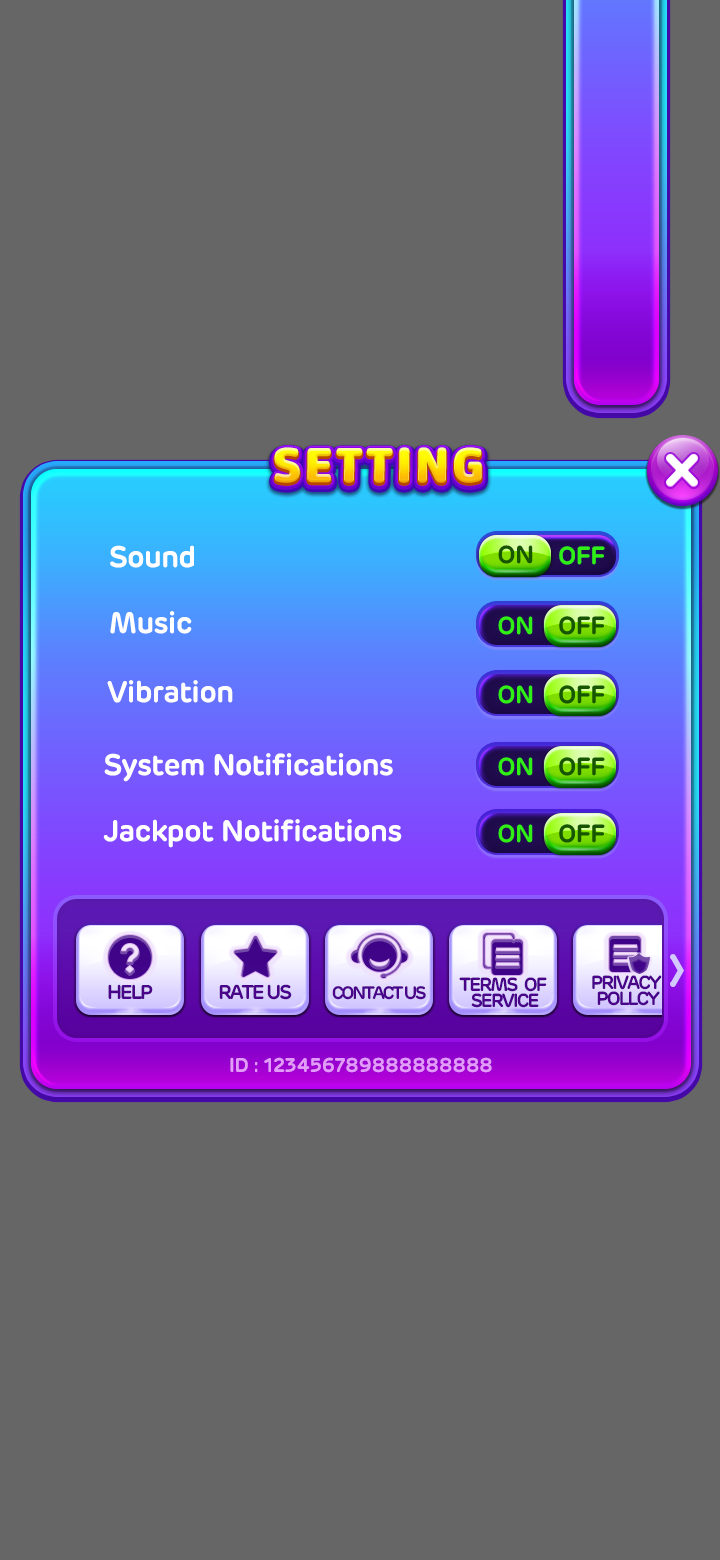 SETTING
Sound ON OFF
Music ON OFF
Vibration ON OFF
System Notifications ON OFF
Jackpot Notifications ON OFF
HELP
RATE US
CONTACT US
TERMS OF
SERVICE
PRIVACY
POLLCY
ID : 123456789888888888